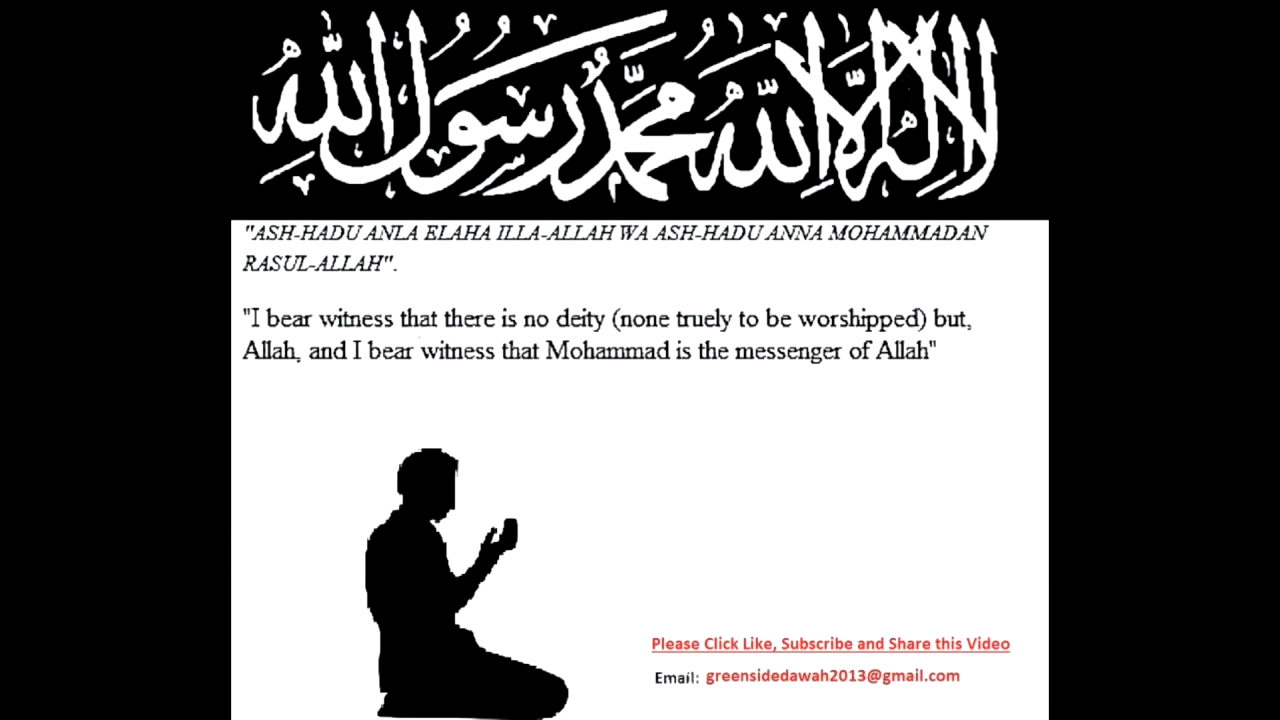 لا إله إلا الله محمد رسول الله
"ASH-HADU ANLA ELAHA ILLA-ALLAH WA ASH-HADU ANNA MOHAMMADAN
RASUL-ALLAH".
"I bear witness that there is no deity (none truely to be worshipped) but,
Allah, and I bear witness that Mohammad is the messenger of Allah"
Please Click Like, Subscribe and Share this Video
Email: greensidedawah2013@gmail.com